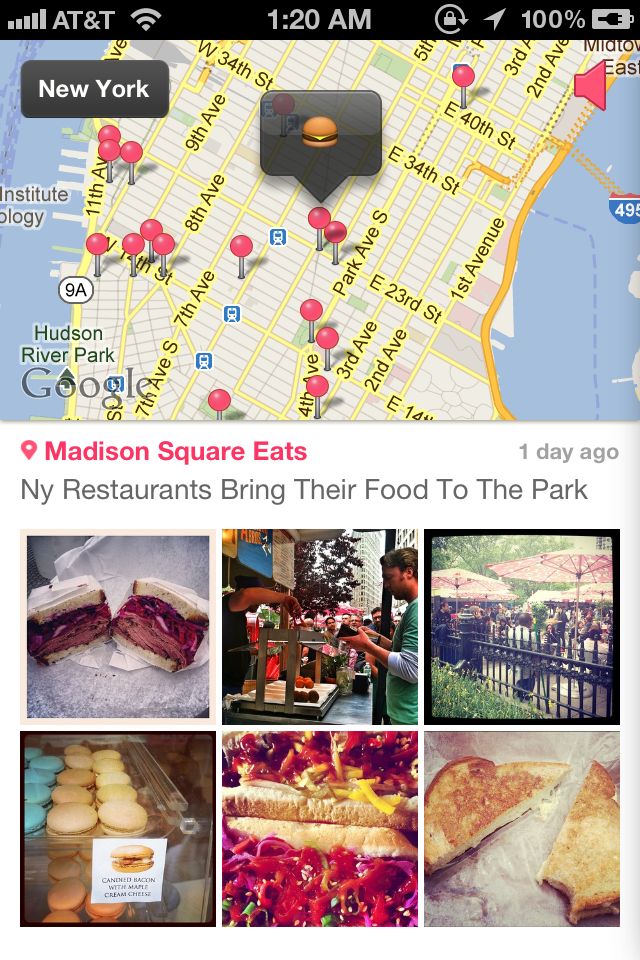 AT&T 1:20 AM 100%
New York
W 34th St
5th
3rd Ave
2nd Ave
Midtown
East
9th Ave
E 40th St
11th Ave
E 34th St
Institute
ology
8th Ave
495
Park Ave S
1st Avenue
9A
7th Ave
E 23rd St
Hudson
River Park
3rd Ave
2nd Ave
Google
7th Ave S
4th Ave
E 14th
Madison Square Eats
1 day ago
Ny Restaurants Bring Their Food To The Park
CANDIED BACON
WITH MAPLE
CREAM CHEESE